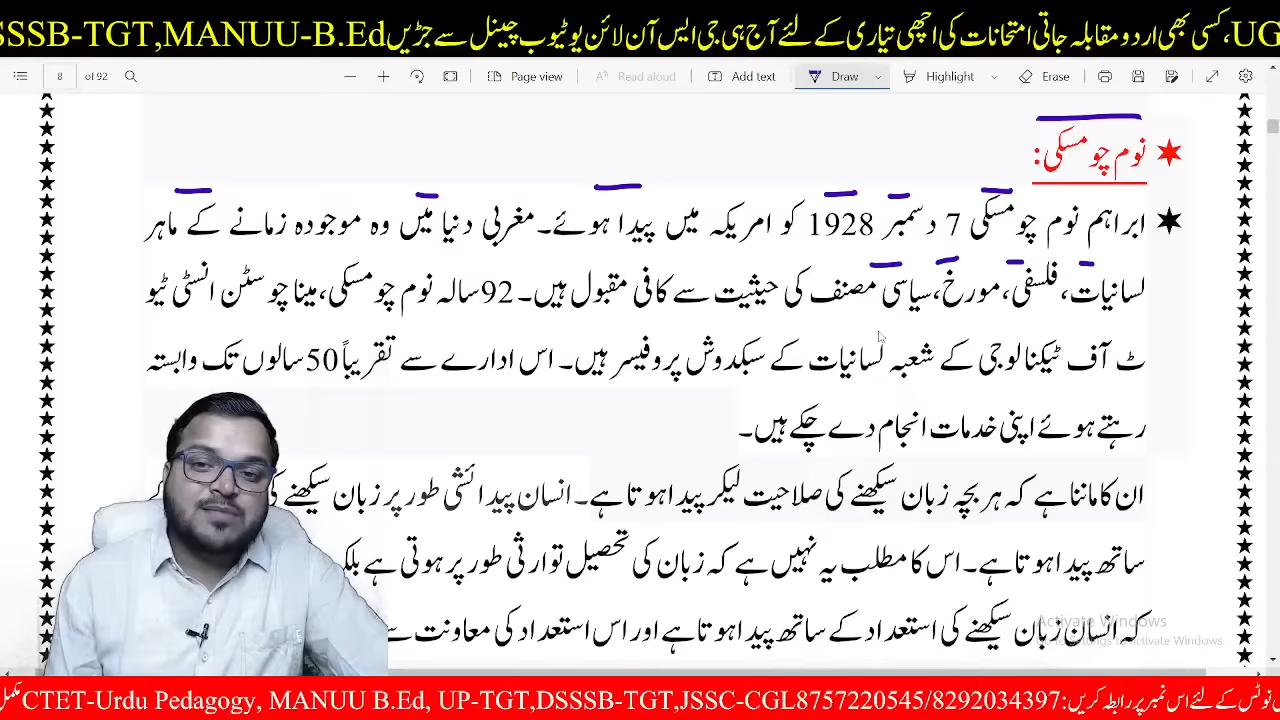 UG، کسی بھی اردو مقابلہ جاتی امتحانات کی اچھی تیاری کے لئے آج ہی جی ایس آن لائن یوٹیوب چینل سے جڑیں SSSB-TGT,MANUU-B.Ed
8 of 92 Page view Read aloud Add text Draw Highlight Erase
نوم چومسکی:
ابراہم نوم چومسکی 7 دسمبر 1928 کو امریکہ میں پیدا ہوئے۔ مغربی دنیا میں وہ موجودہ زمانے کے ماہر
لسانیات، فلسفی، مورخ، سیاسی مصنف کی حیثیت سے کافی مقبول ہیں۔ 92 سالہ نوم چومسکی، میناچوسٹن انسٹی ٹیو
ٹ آف ٹیکنالوجی کے شعبہ لسانیات کے سبکدوش پروفیسر ہیں۔ اس ادارے سے تقریباً 50 سالوں تک وابستہ
رہتے ہوئے اپنی خدمات انجام دے چکے ہیں۔
ان کا ماننا ہے کہ ہر بچہ زبان سیکھنے کی صلاحیت لیکر پیدا ہوتا ہے۔ انسان پیدائشی طور پر زبان سیکھنے کی
ساتھ پیدا ہوتا ہے۔ اس کا مطلب یہ نہیں ہے کہ زبان کی تحصیل توارثی طور پر ہوتی ہے بلکہ
کہ انسان زبان سیکھنے کی استعداد کے ساتھ پیدا ہوتا ہے اور اس استعداد کی معاونت سے
Activate Windows
to activate Windows.
نوٹس کے لئے اس نمبر پر رابطہ کریں: CTET-Urdu Pedagogy, MANUU B.Ed, UP-TGT,DSSSB-TGT,JSSC-CGL8757220545/8292034397 مکمل